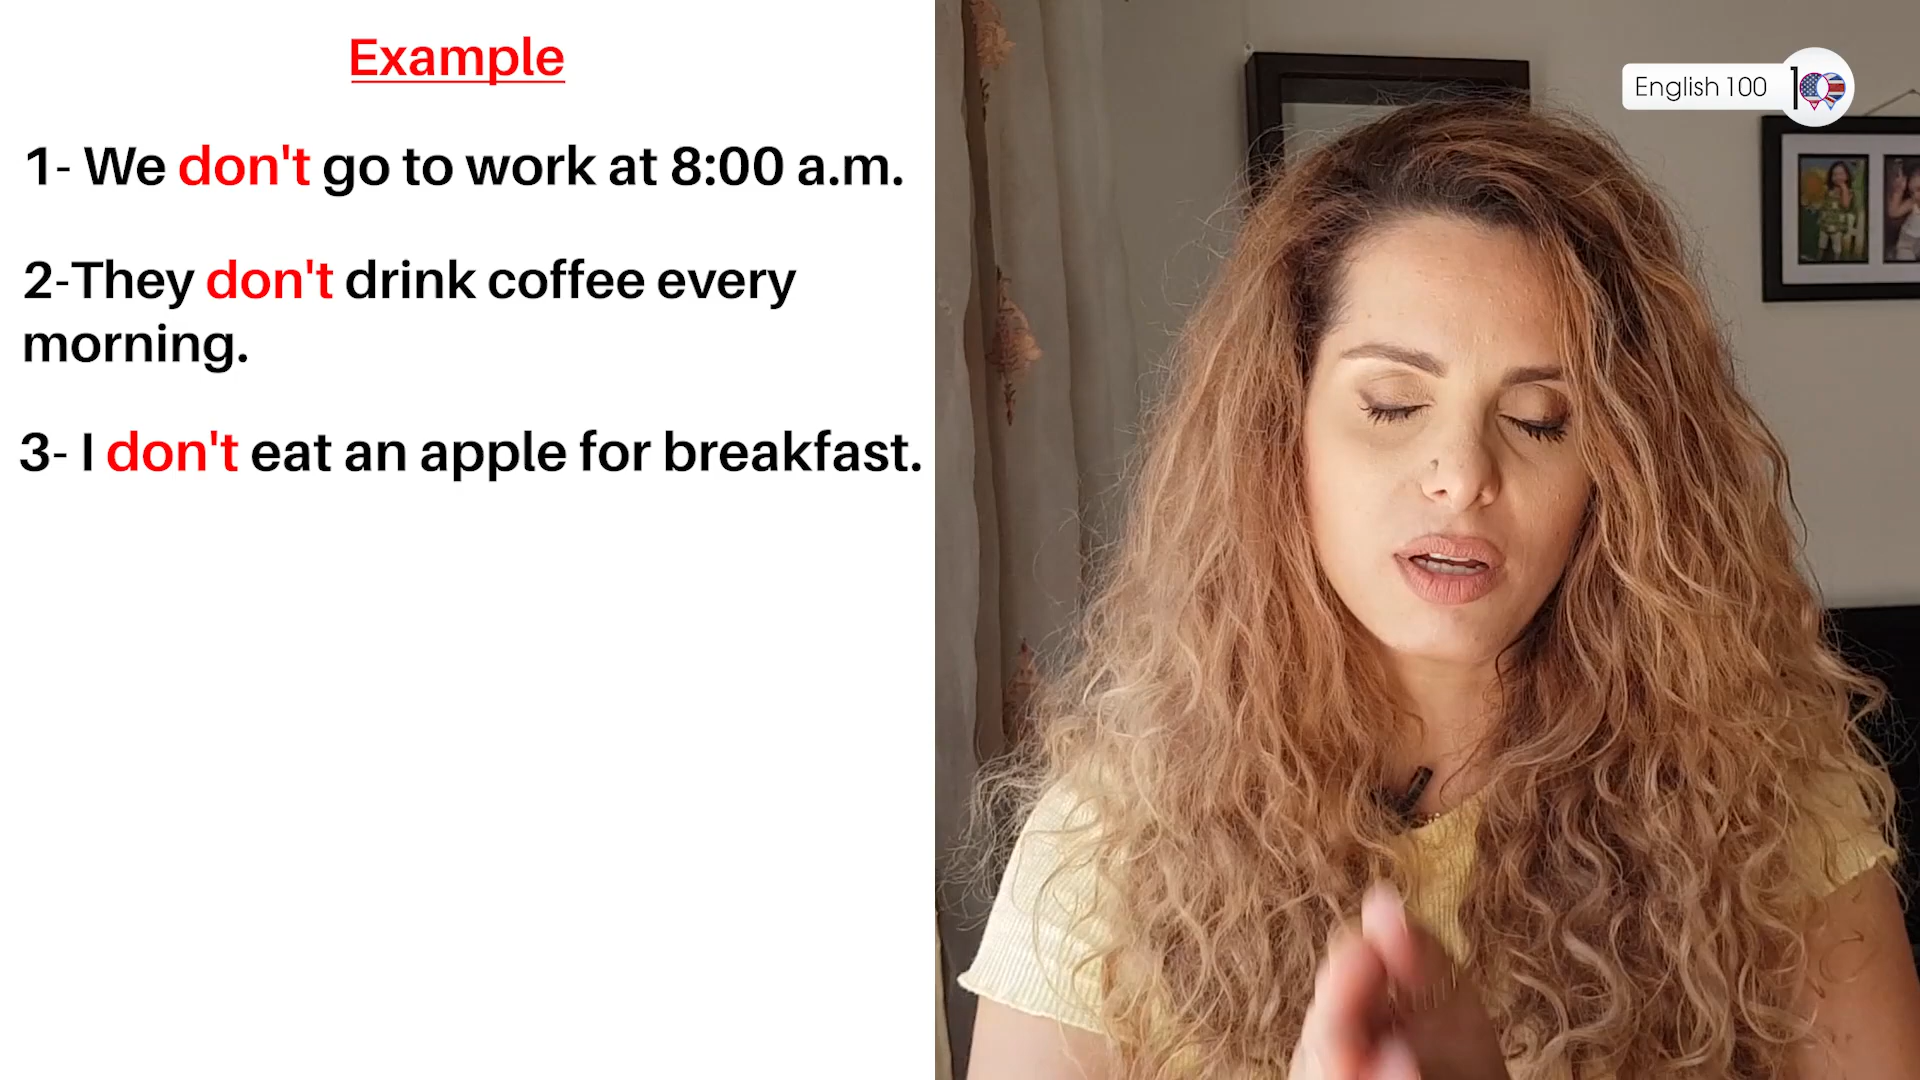 Example
English 100
1- We don't go to work at 8:00 a.m.
2-They don't drink coffee every
morning.
3- I don't eat an apple for breakfast.